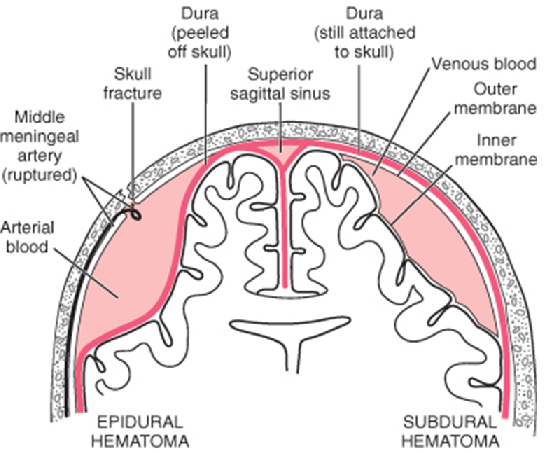 Dura
(peeled
off skull)
Dura
(still attached
to skull)
Skull
fracture
Superior
sagittal sinus
Venous blood
Outer
membrane
Middle
meningeal
artery
(ruptured)
Inner
membrane
Arterial
blood
EPIDURAL
HEMATOMA
SUBDURAL
HEMATOMA